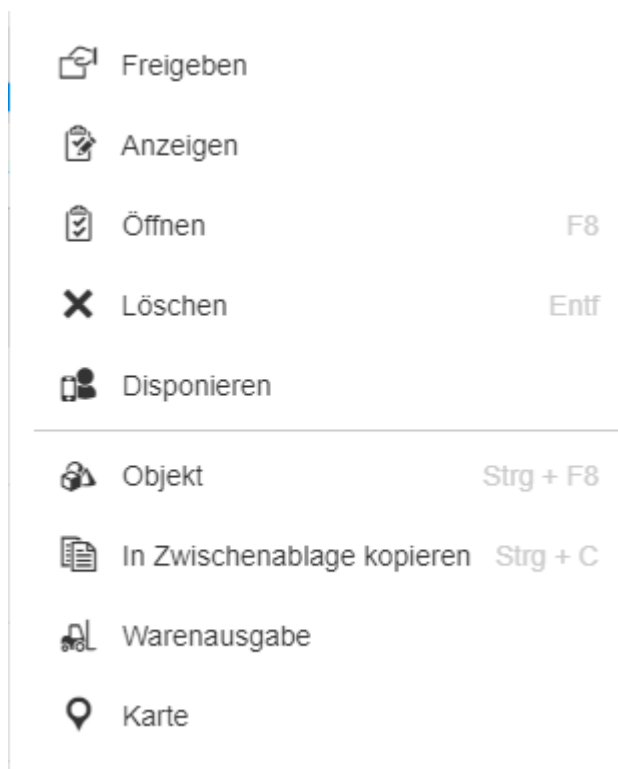 Freigeben
Anzeigen
Öffnen F8
Löschen Entf
Disponieren
Objekt Strg + F8
In Zwischenablage kopieren Strg + C
Warenausgabe
Karte